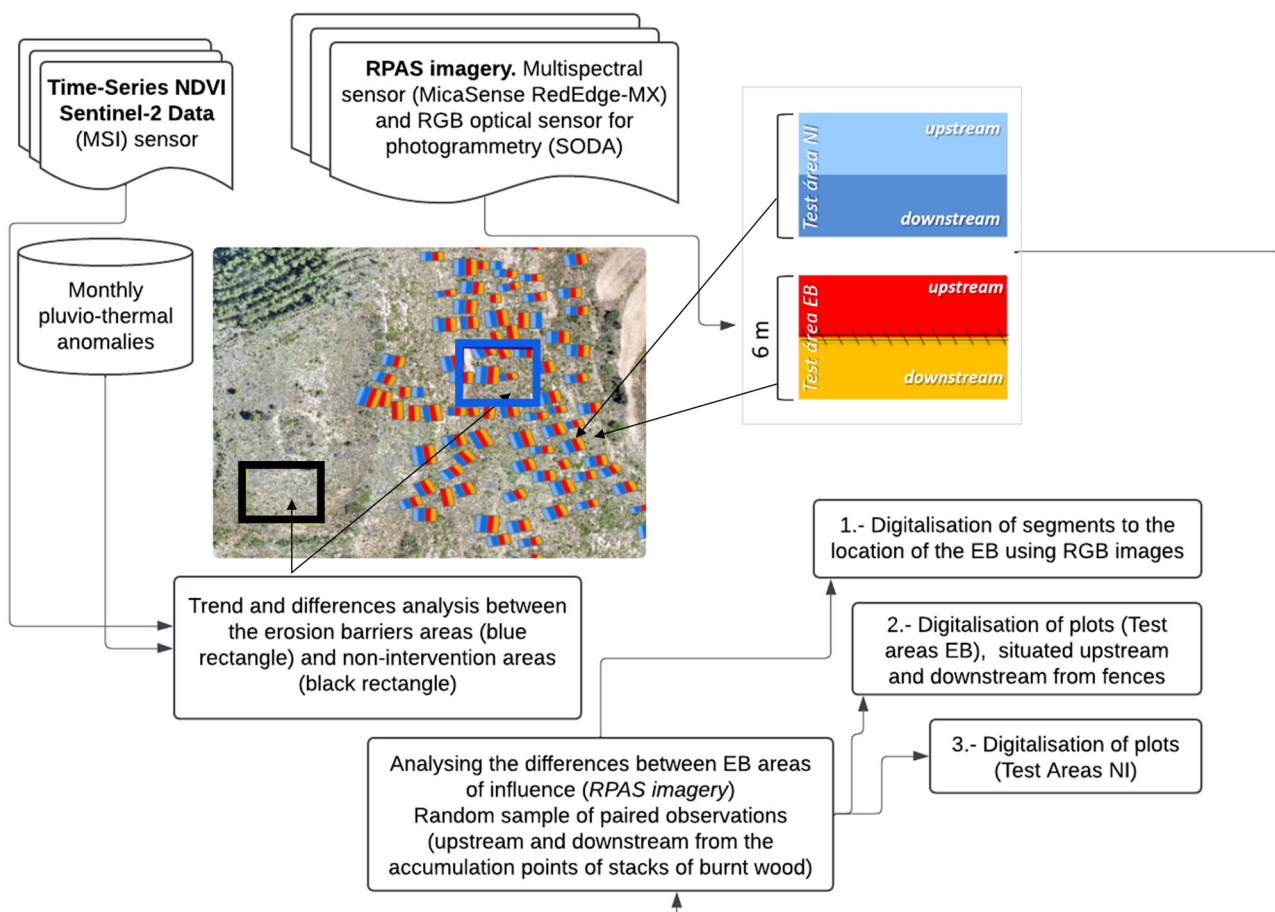 Time-Series NDVI
Sentinel-2 Data
(MSI) sensor
RPAS imagery. Multispectral
sensor (MicaSense RedEdge-MX)
and RGB optical sensor for
photogrammetry (SODA)
Test área NI
upstream
downstream
6 m
Test área EB
upstream
downstream
Monthly
pluvio-thermal
anomalies
Trend and differences analysis between
the erosion barriers areas (blue
rectangle) and non-intervention areas
(black rectangle)
1.- Digitalisation of segments to the
location of the EB using RGB images
2.- Digitalisation of plots (Test
areas EB), situated upstream
and downstream from fences
3.- Digitalisation of plots
(Test Areas NI)
Analysing the differences between EB areas
of influence (RPAS imagery)
Random sample of paired observations
(upstream and downstream from the
accumulation points of stacks of burnt wood)